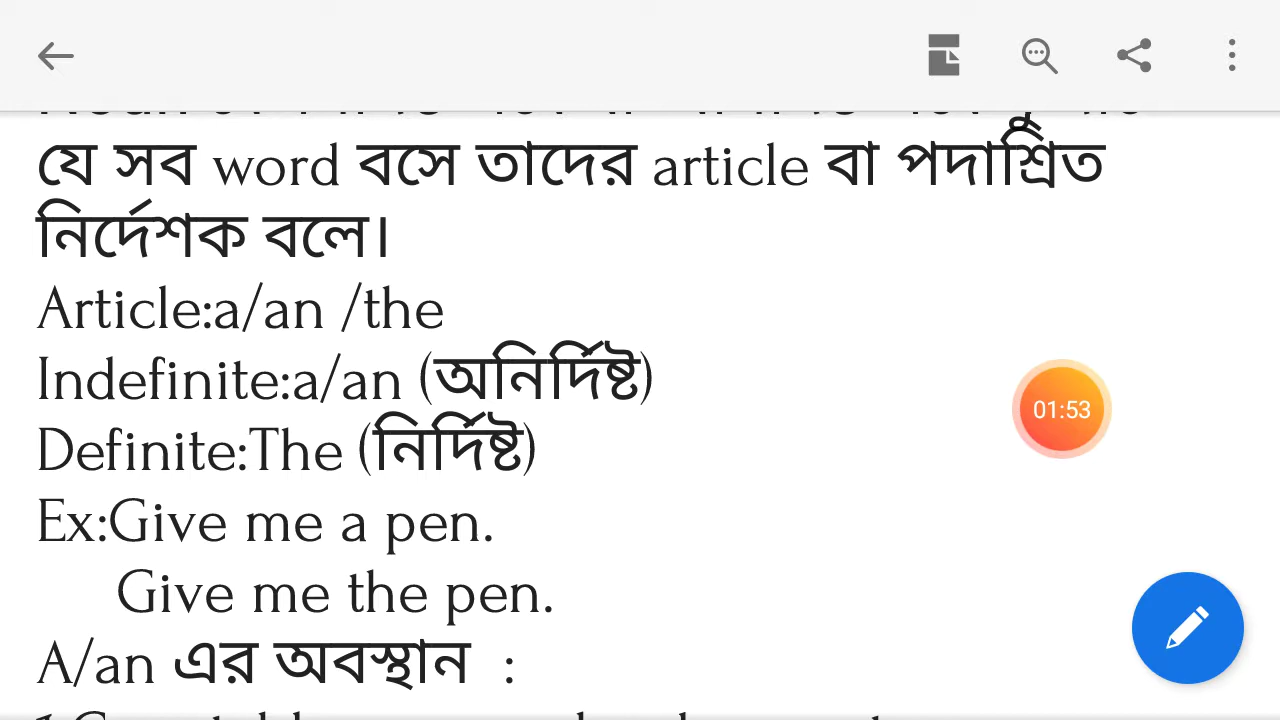 যে সব word বসে তাদের article বা পদাশ্রিত
নির্দেশক বলে।
Article:a/an /the
Indefinite:a/an (অনির্দিষ্ট)
01:53
Definite:The (নির্দিষ্ট)
Ex:Give me a pen.
Give me the pen.
A/an এর অবস্থান :